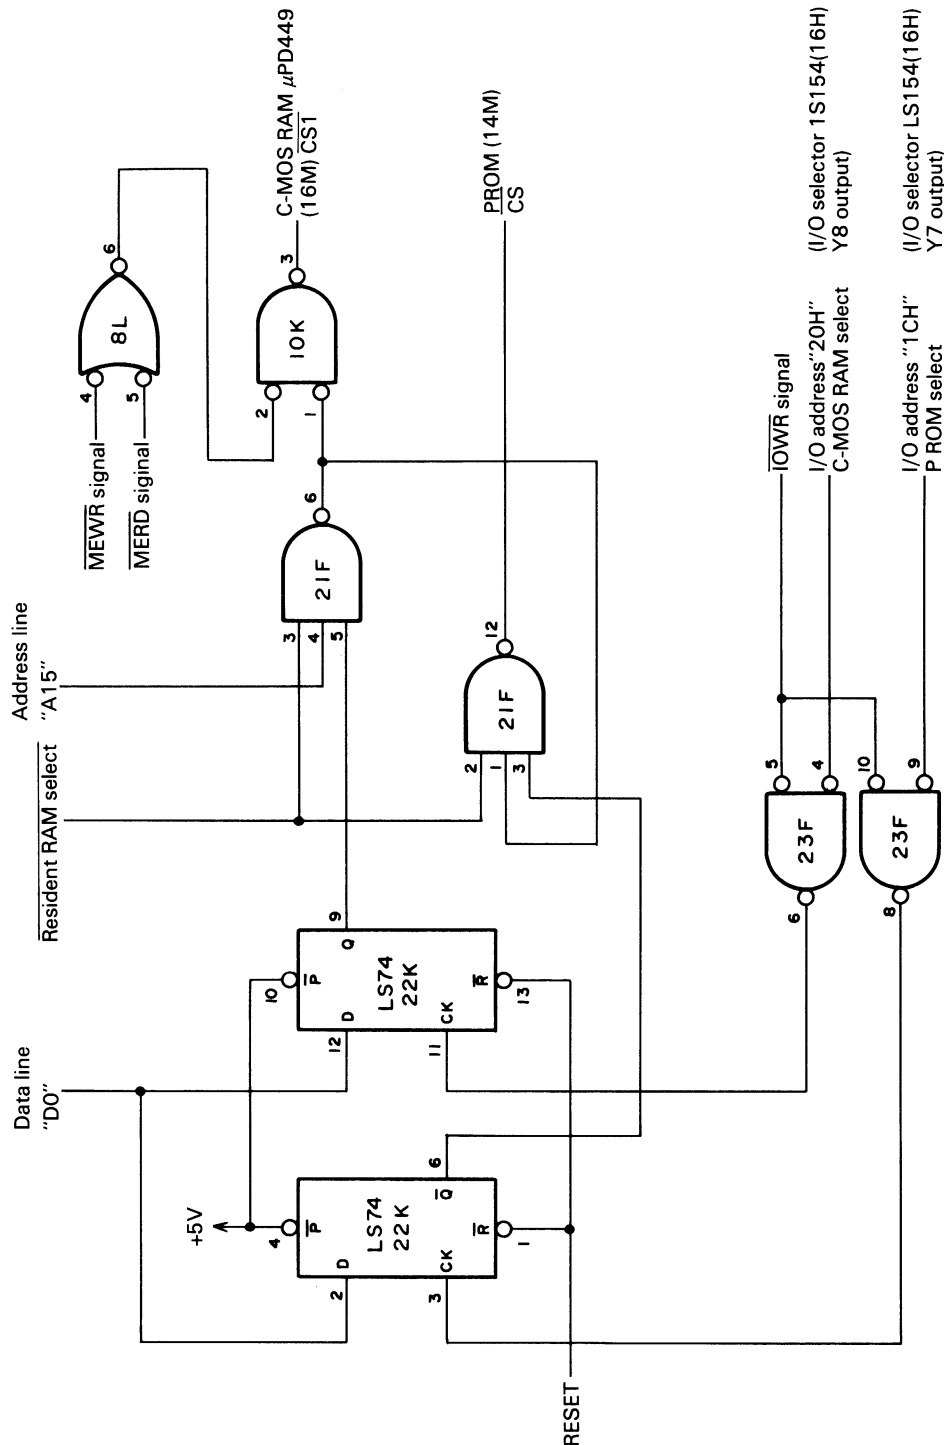 C-MOS RAM μPD449
(16M) CS1
PROM (14M)
CS
(I/O selector 1S154(16H)
Y8 output)
(I/O selector LS154(16H)
Y7 output)
6
8L
4
5
MEWR signal
MERD siginal
3
10K
2
1
IOWR signal
I/O address "20H"
C-MOS RAM select
I/O address "1CH"
P ROM select
6
21F
3
4
5
Address line
"A15"
12
21F
2
1
3
Resident RAM select
5
4
10
9
23F
23F
6
8
9
Q
10
P
LS74
22K
R
13
D
CK
12
11
Data line
"D0"
6
Q
+5V
4
P
LS74
22K
R
1
D
CK
2
3
RESET